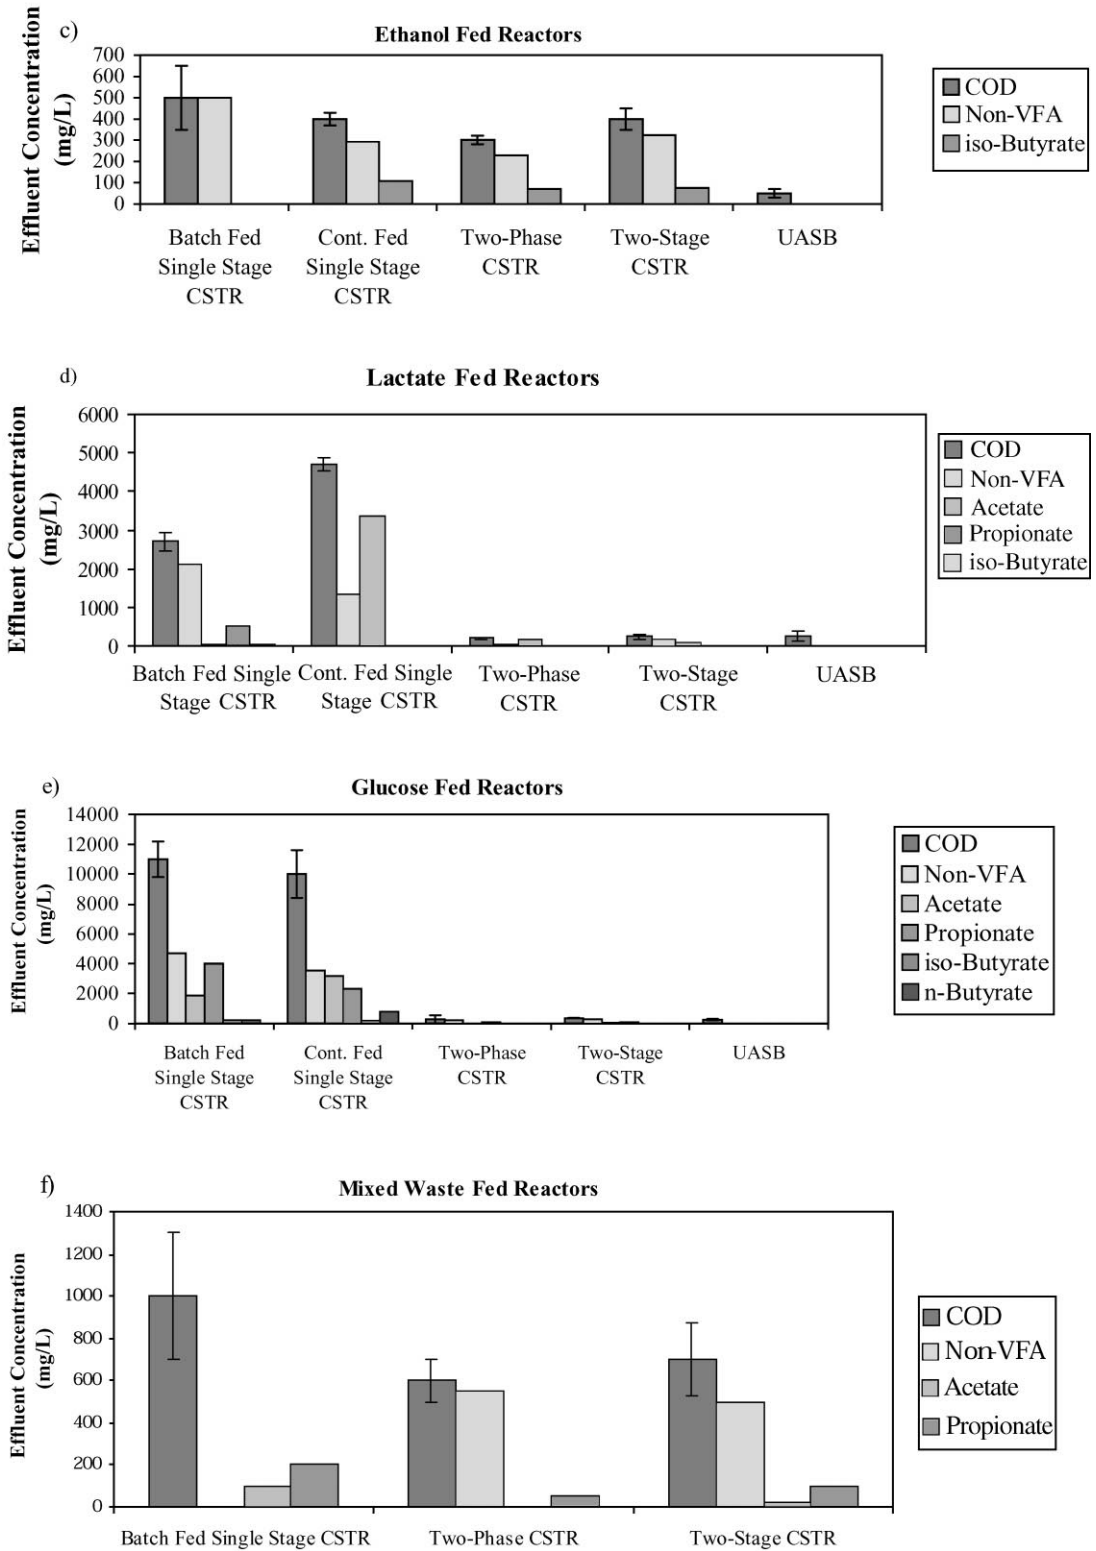 c)
Ethanol Fed Reactors
Effluent Concentration
(mg/L)
700
600
500
400
300
200
100
0
Batch Fed
Single Stage
CSTR
Cont. Fed
Single Stage
CSTR
Two-Phase
CSTR
Two-Stage
CSTR
UASB
COD
Non-VFA
iso-Butyrate
d)
Lactate Fed Reactors
Effluent Concentration
(mg/L)
6000
5000
4000
3000
2000
1000
0
Batch Fed Single
Stage CSTR
Cont. Fed Single
Stage CSTR
Two-Phase
CSTR
Two-Stage
CSTR
UASB
COD
Non-VFA
Acetate
Propionate
iso-Butyrate
e)
Glucose Fed Reactors
Effluent Concentration
(mg/L)
14000
12000
10000
8000
6000
4000
2000
0
Batch Fed
Single Stage
CSTR
Cont. Fed
Single Stage
CSTR
Two-Phase
CSTR
Two-Stage
CSTR
UASB
COD
Non-VFA
Acetate
Propionate
iso-Butyrate
n-Butyrate
f)
Mixed Waste Fed Reactors
Effluent Concentration
(mg/L)
1400
1200
1000
800
600
400
200
0
Batch Fed Single Stage CSTR
Two-Phase CSTR
Two-Stage CSTR
COD
Non-VFA
Acetate
Propionate